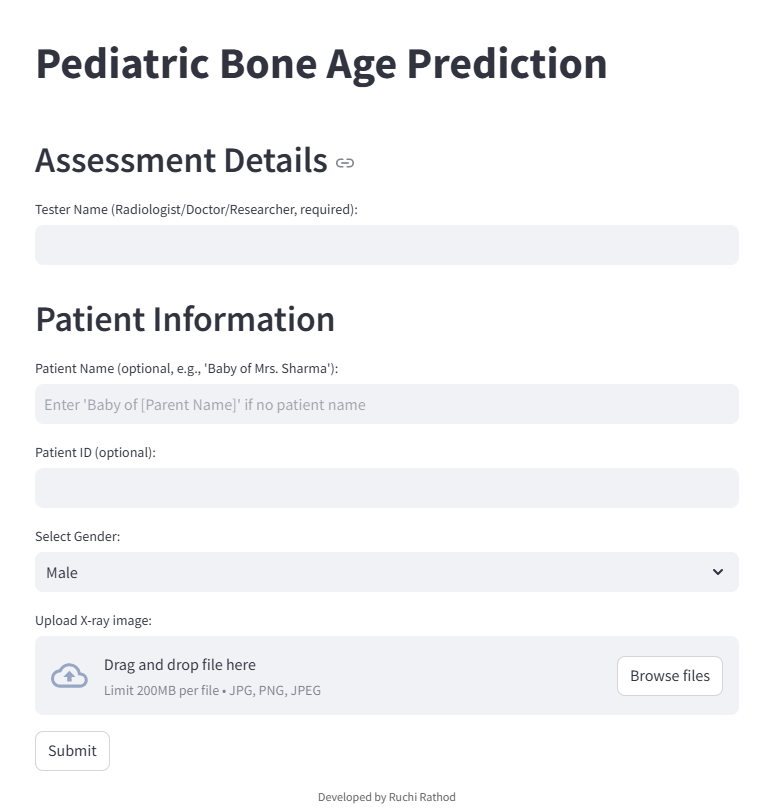 Pediatric Bone Age Prediction
Assessment Details
Tester Name (Radiologist/Doctor/Researcher, required):
Patient Information
Patient Name (optional, e.g., 'Baby of Mrs. Sharma'):
Enter 'Baby of [Parent Name]' if no patient name
Patient ID (optional):
Select Gender:
Male
Upload X-ray image:
Drag and drop file here
Limit 200MB per file • JPG, PNG, JPEG
Browse files
Submit
Developed by Ruchi Rathod